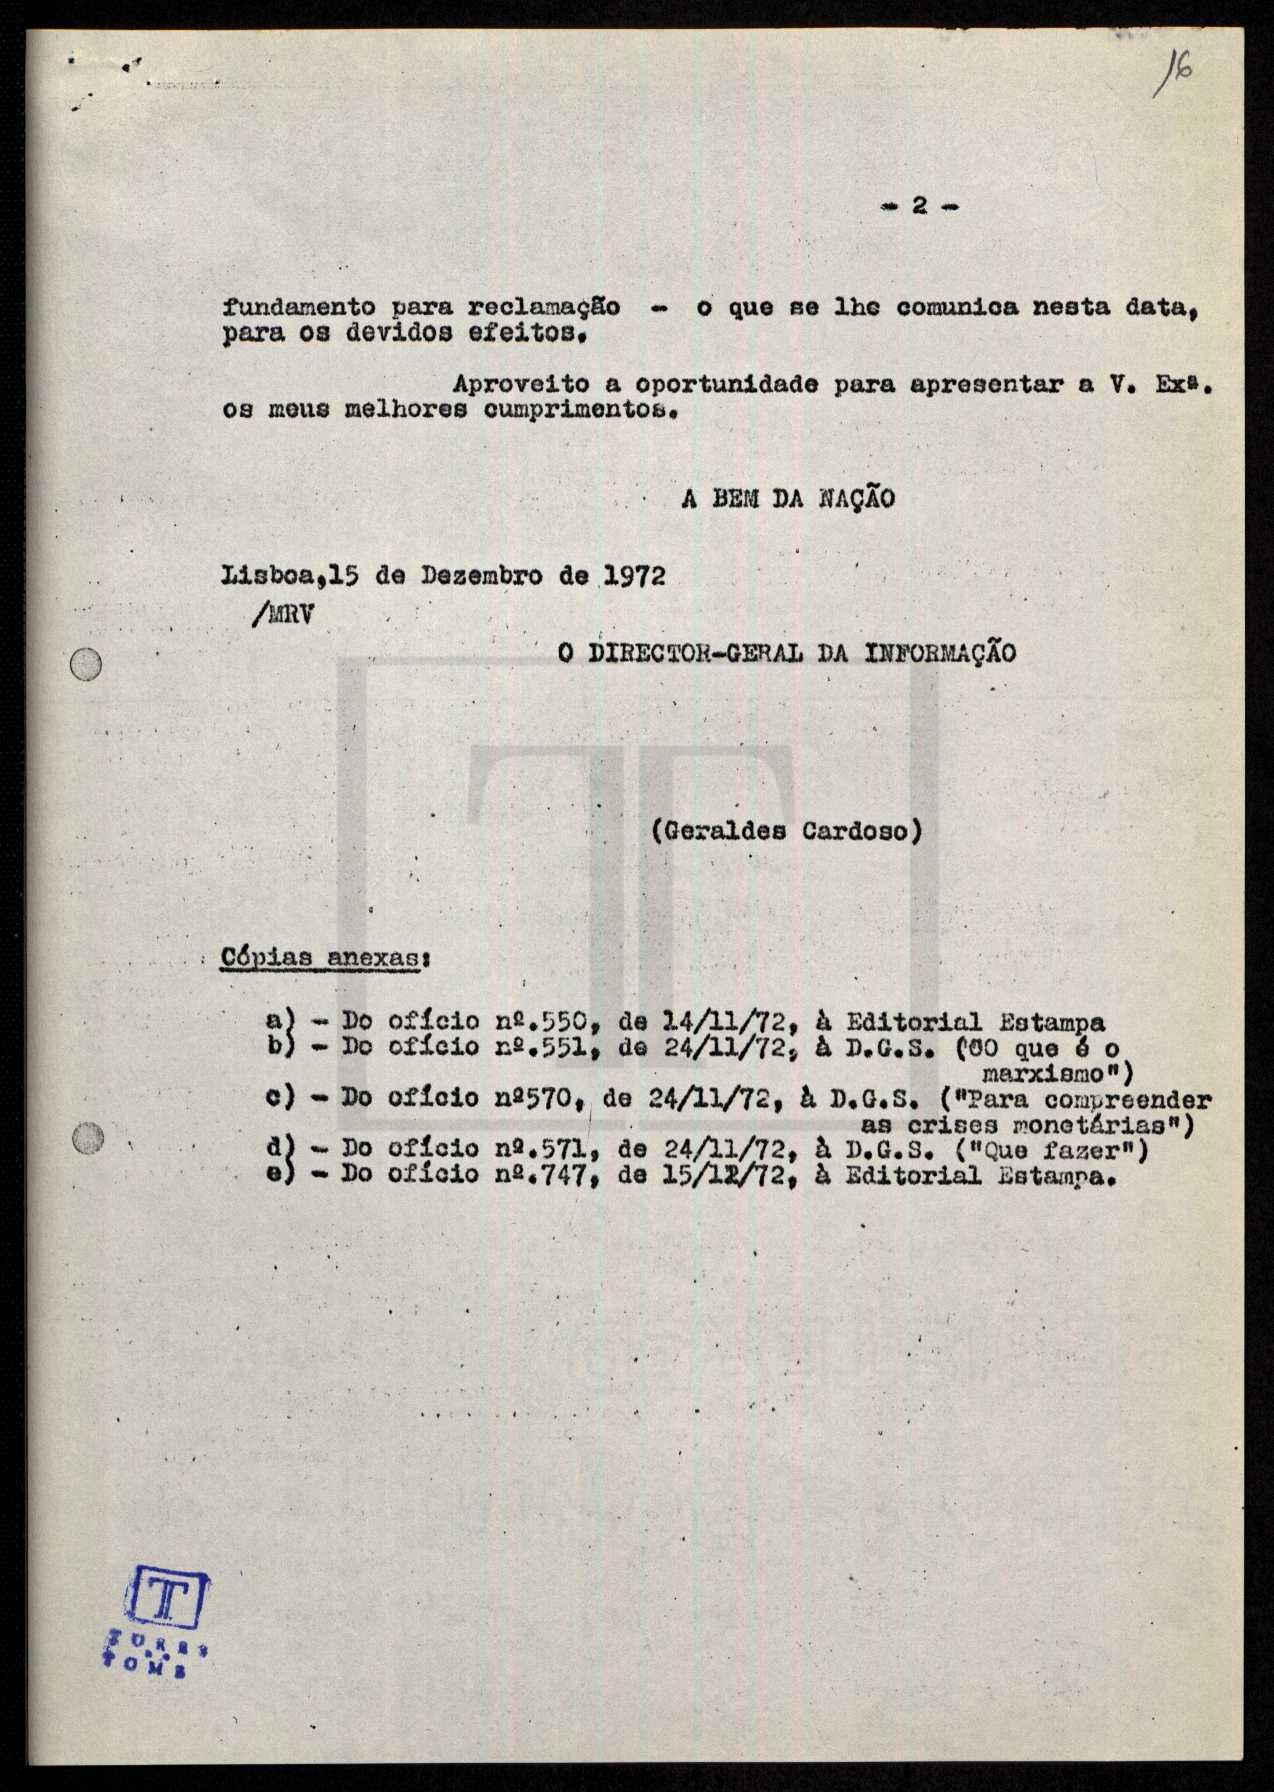 16
- 2 -
fundamento para reclamação - o que se lhe comunica nesta data,
para os devidos efeitos.
Aproveito a oportunidade para apresentar a V. Exª.
os meus melhores cumprimentos.
A BEM DA NAÇÃO
Lisboa,15 de Dezembro de 1972
/MRV
O DIRECTOR-GERAL DA INFORMAÇÃO
(Geraldes Cardoso)
Cópias anexas:
a) - Do ofício nº.550, de 14/11/72, à Editorial Estampa
b) - Do ofício nº.551, de 24/11/72, à D.G.S. ("O que é o
marxismo")
c) - Do ofício nº570, de 24/11/72, à D.G.S. ("Para compreender
as crises monetárias")
d) - Do ofício nº.571, de 24/11/72, à D.G.S. ("Que fazer")
e) - Do ofício nº.747, de 15/12/72, à Editorial Estampa.
T
TORRE
DO
TOMBO